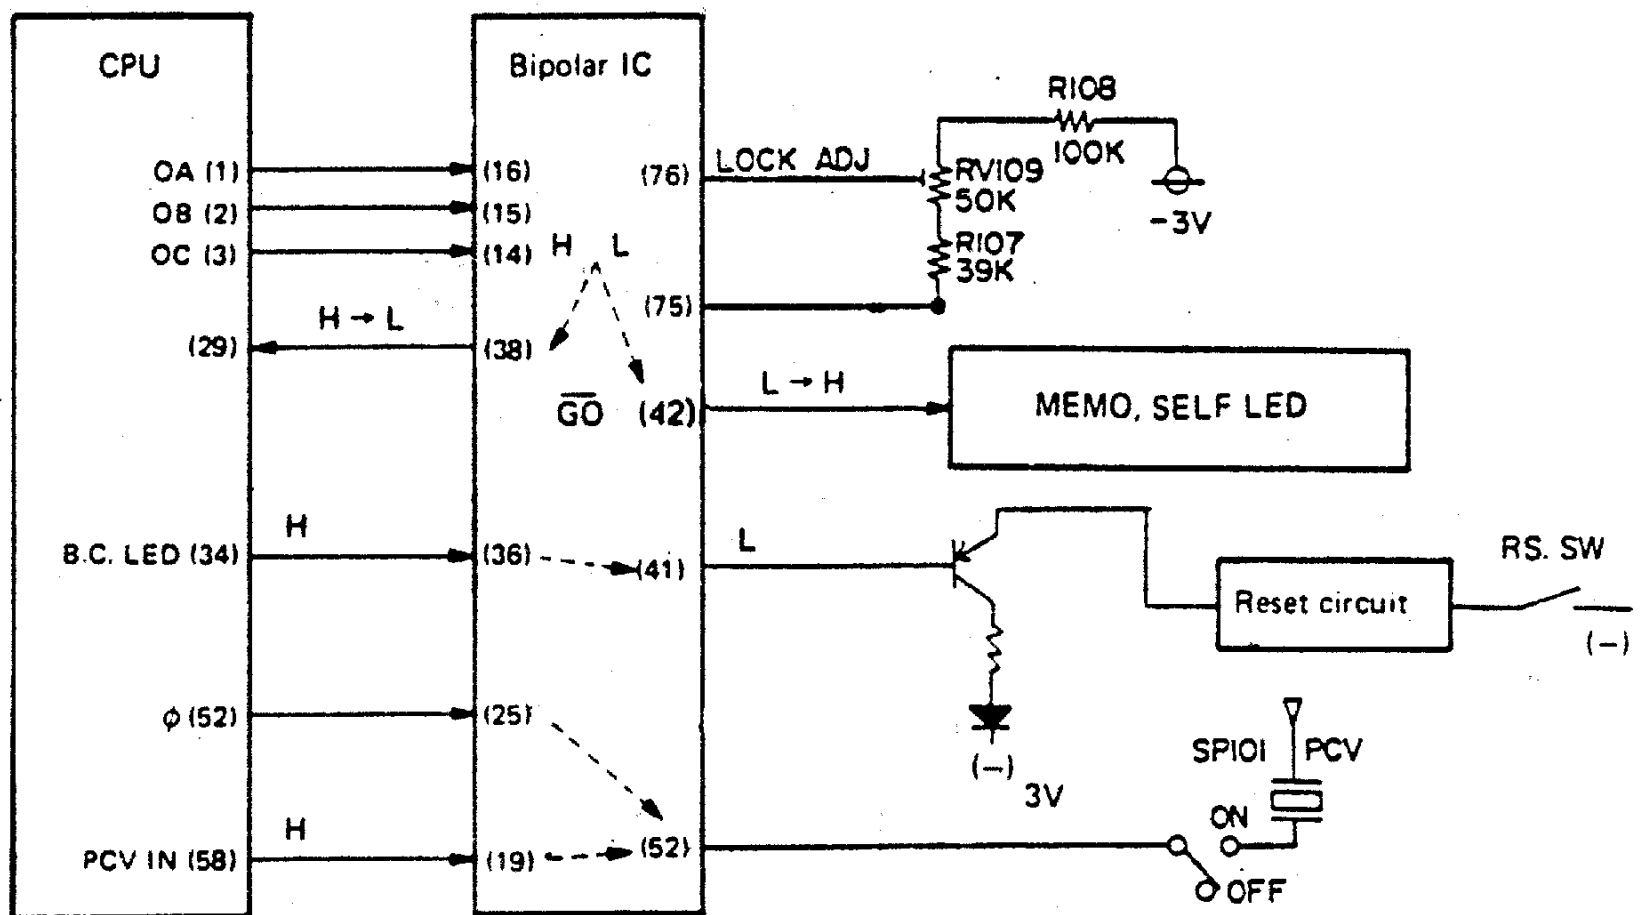 CPU
Bipolar IC
R108
100K
OA (1)
(16)
(76)
LOCK ADJ
RV109
50K
-3V
OB (2)
(15)
OC (3)
(14)
H L
R107
39K
(75)
H → L
(29)
(38)
L → H
GO (42)
MEMO, SELF LED
H
L
B.C. LED (34)
(36)
(41)
RS. SW
Reset circuit
(-)
φ (52)
(25)
SP101 PCV
(-)
3V
ON
H
PCV IN (58)
(19)
(52)
OFF